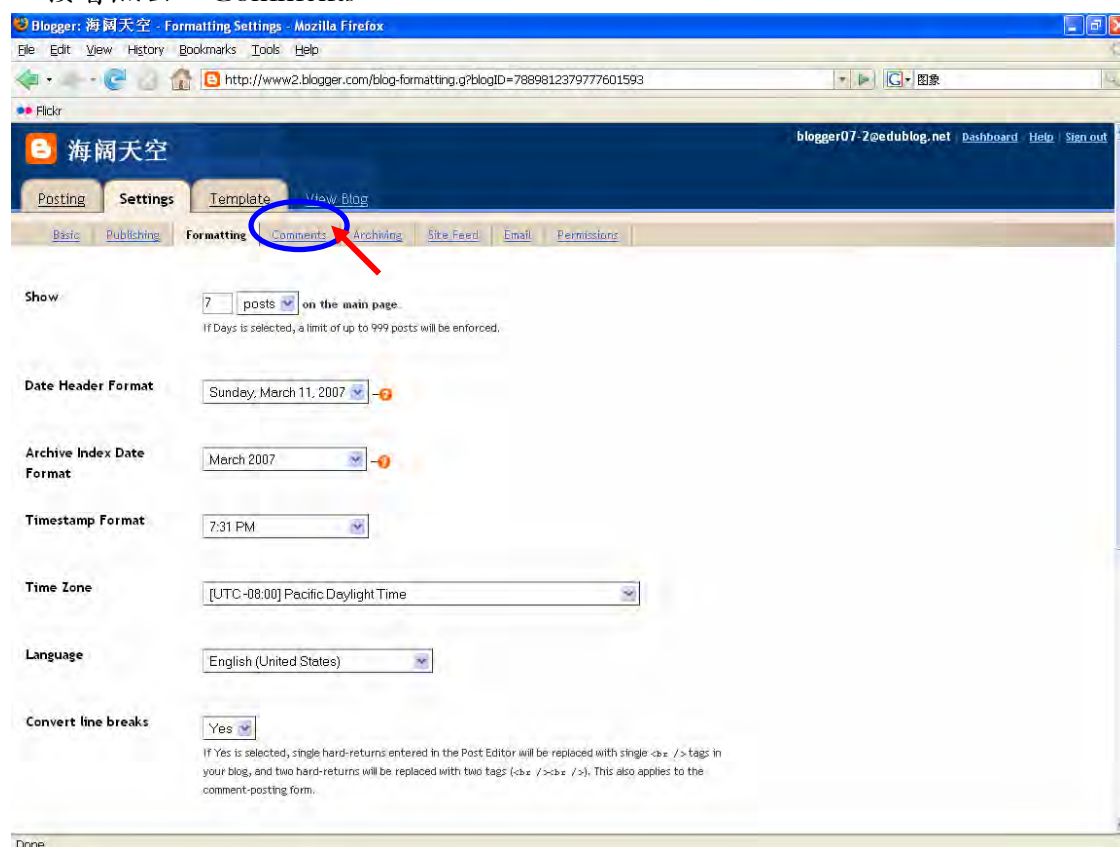 Comments
Blogger: 海阔天空 - Formatting Settings - Mozilla Firefox
File Edit View History Bookmarks Tools Help
http://www2.blogger.com/blog-formatting.g?blogID=7889812379777601593 G 图象
Flickr
海阔天空
blogger07-2@edublog.net Dashboard Help Sign out
Posting Settings Template View Blog
Basic Publishing Formatting Comments Archiving Site Feed Email Permissions
Show
7 posts on the main page.
If Days is selected, a limit of up to 999 posts will be enforced.
Date Header Format
Sunday, March 11, 2007
Archive Index Date
Format
March 2007
Timestamp Format
7:31 PM
Time Zone
[UTC-08:00] Pacific Daylight Time
Language
English (United States)
Convert line breaks
Yes
If Yes is selected, single hard-returns entered in the Post Editor will be replaced with single <br /> tags in
your blog, and two hard-returns will be replaced with two tags (<br /><br />). This also applies to the
comment-posting form.
Done